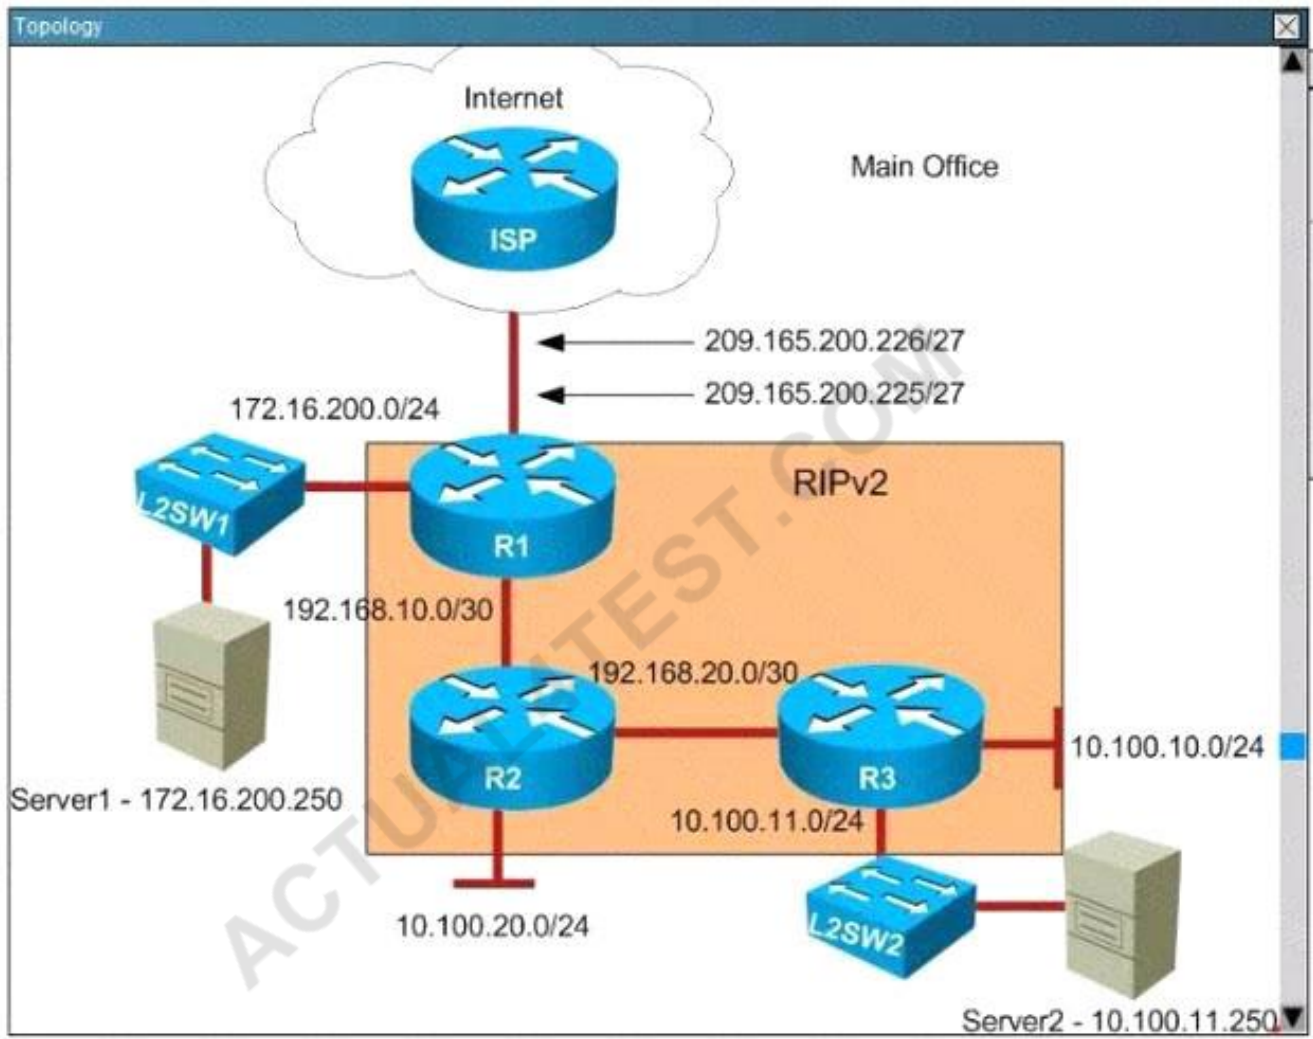 Topology
Internet
Main Office
ISP
209.165.200.226/27
209.165.200.225/27
172.16.200.0/24
RIPv2
L2SW1
R1
192.168.10.0/30
192.168.20.0/30
R2
R3
10.100.10.0/24
Server1 - 172.16.200.250
10.100.11.0/24
10.100.20.0/24
L2SW2
Server2 - 10.100.11.250
ACTUAL4TEST.COM